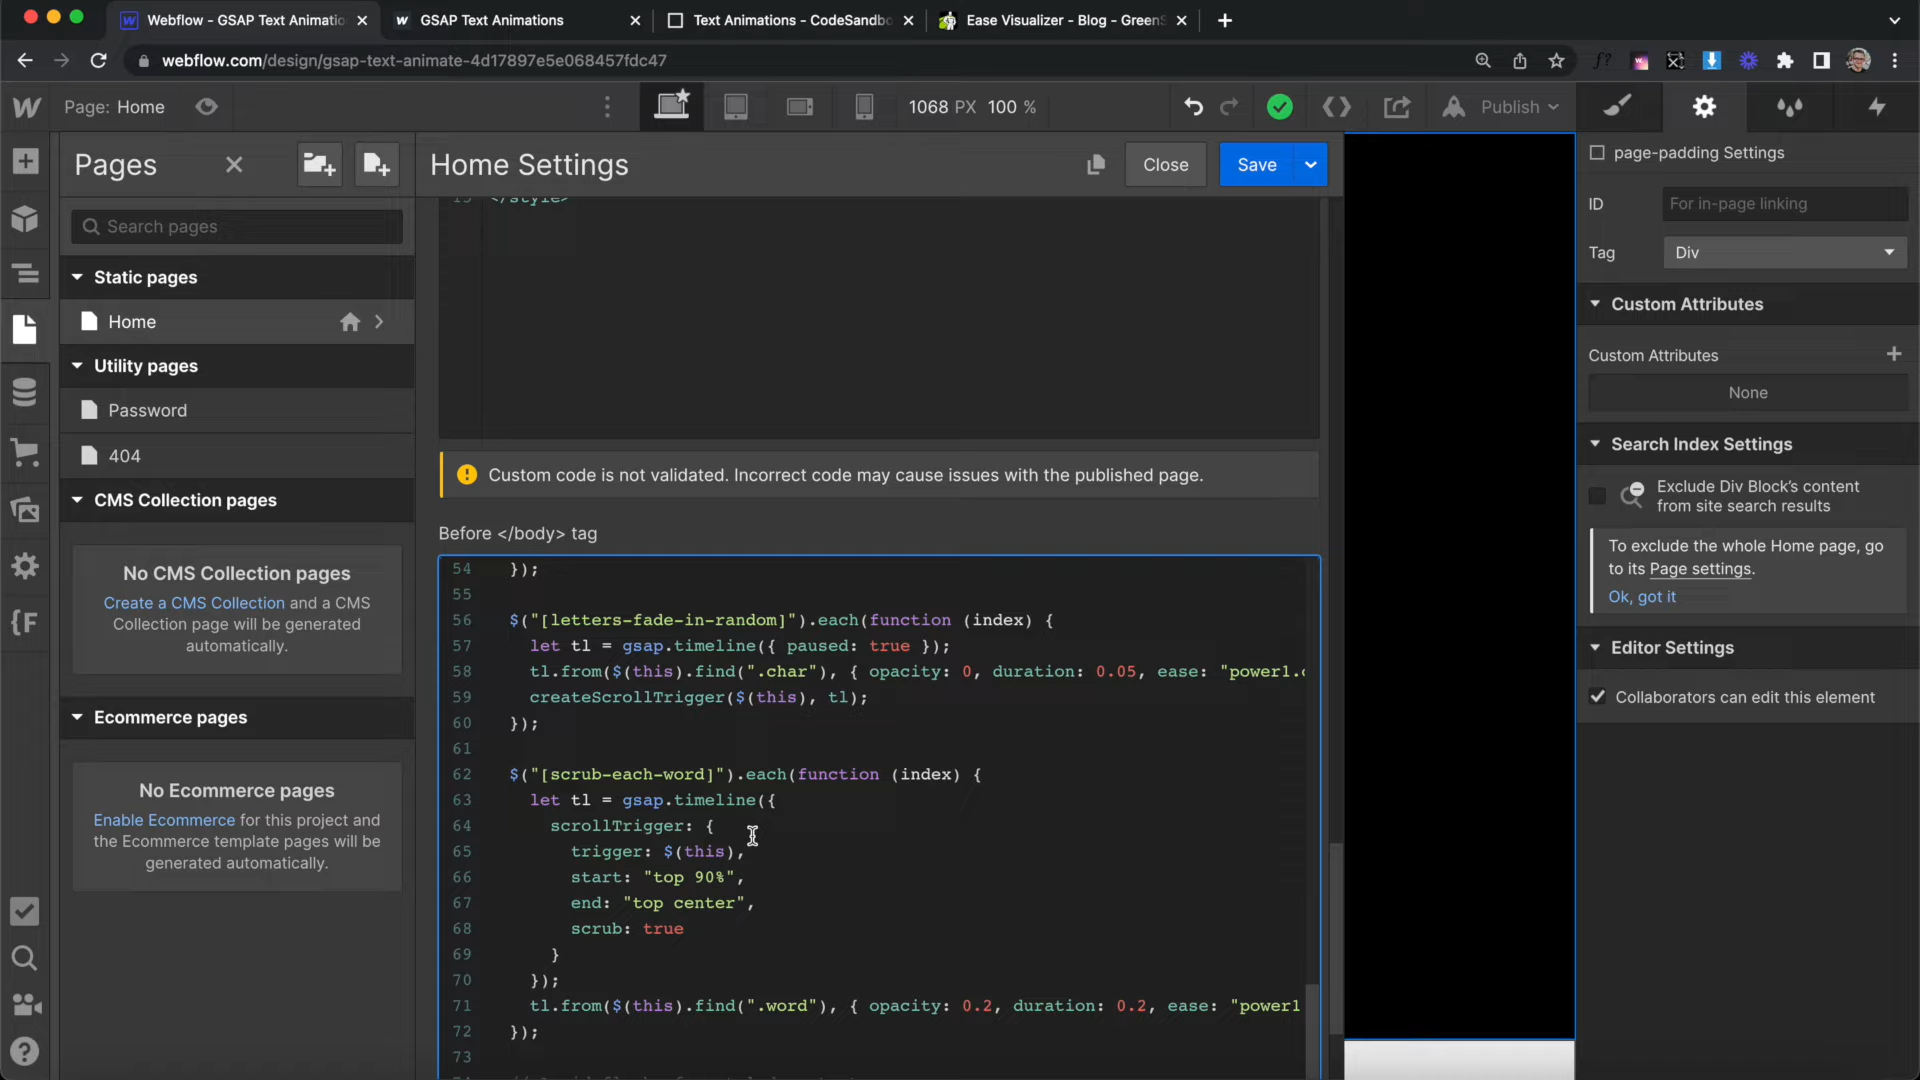 Webflow - GSAP Text Animatio
GSAP Text Animations
Text Animations - CodeSandbo
Ease Visualizer - Blog - GreenS
webflow.com/design/gsap-text-animate-4d17897e5e068457fdc47
f?
Page: Home
1068 PX 100 %
Publish
Pages
Home Settings
Close
Save
page-padding Settings
Search pages
ID
For in-page linking
Tag
Div
Static pages
Home
Utility pages
Password
404
CMS Collection pages
No CMS Collection pages
Create a CMS Collection and a CMS
Collection page will be generated
automatically.
Ecommerce pages
No Ecommerce pages
Enable Ecommerce for this project and
the Ecommerce template pages will be
generated automatically.
15 </style>
Custom code is not validated. Incorrect code may cause issues with the published page.
Before </body> tag
54 });
55
56 $("[letters-fade-in-random]").each(function (index) {
57 let tl = gsap.timeline({ paused: true });
58 tl.from($(this).find(".char"), { opacity: 0, duration: 0.05, ease: "power1.
59 createScrollTrigger($(this), tl);
60 });
61
62 $("[scrub-each-word]").each(function (index) {
63 let tl = gsap.timeline({
64 scrollTrigger: {
65 trigger: $(this),
66 start: "top 90%",
67 end: "top center",
68 scrub: true
69 }
70 });
71 tl.from($(this).find(".word"), { opacity: 0.2, duration: 0.2, ease: "power1
72 });
73
Custom Attributes
Custom Attributes
None
Search Index Settings
Exclude Div Block's content
from site search results
To exclude the whole Home page, go
to its Page settings.
Ok, got it
Editor Settings
Collaborators can edit this element